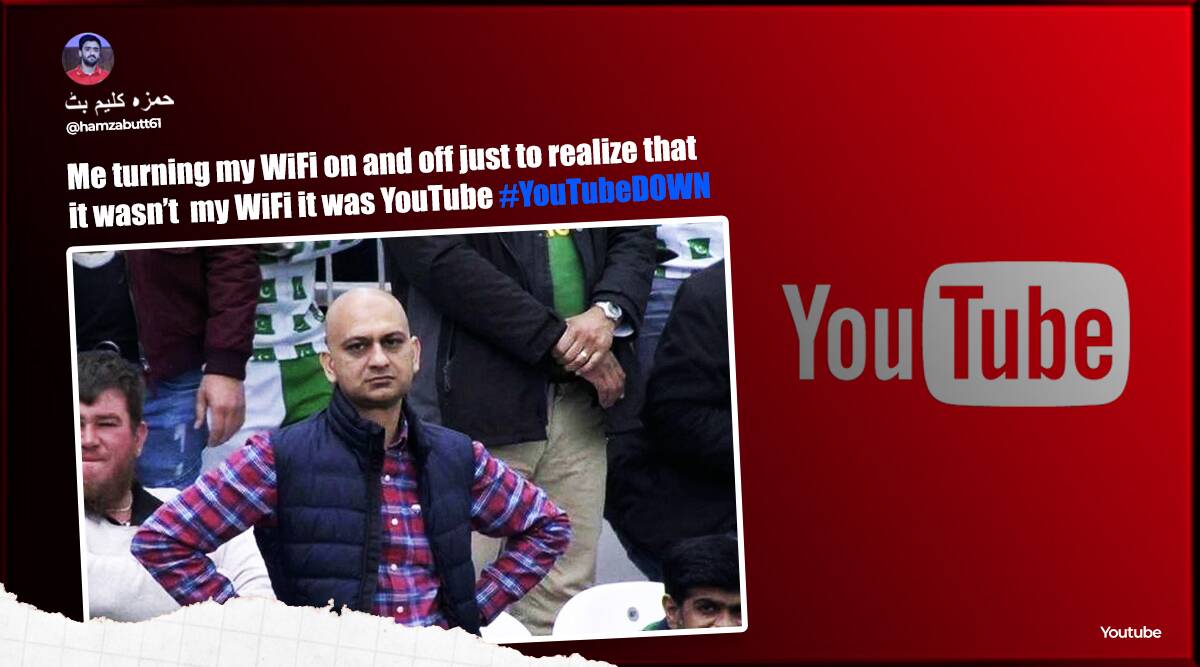 حمزہ کلیم بٹ
@hamzabutt61
Me turning my WiFi on and off just to realize that
it wasn’t my WiFi it was YouTube #YouTubeDOWN
YouTube
Youtube